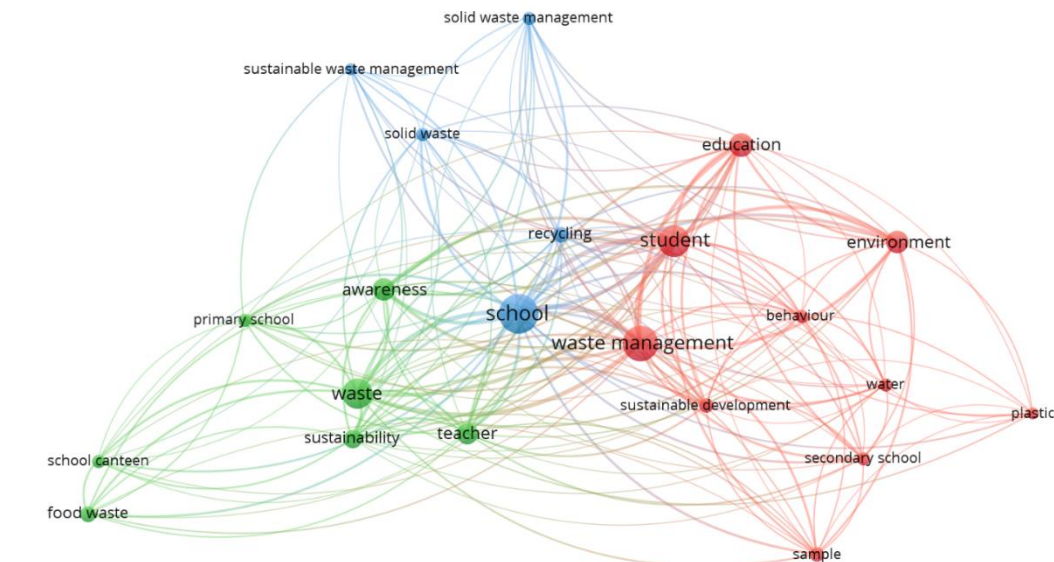 solid waste management
sustainable waste management
solid waste
education
recycling
student
environment
awareness
school
behaviour
primary school
waste management
water
waste
sustainable development
plastic
sustainability
teacher
school canteen
secondary school
food waste
sample